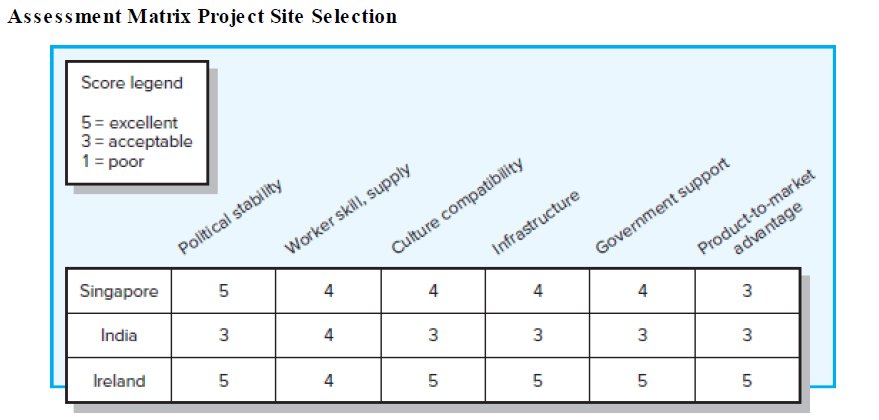 Assessment Matrix Project Site Selection
Score legend
5 = excellent
3 = acceptable
1 = poor
Political stability
Worker skill, supply
Culture compatibility
Infrastructure
Government support
Product-to-market
advantage
Singapore 5 4 4 4 4 3
India 3 4 3 3 3 3
Ireland 5 4 5 5 5 5